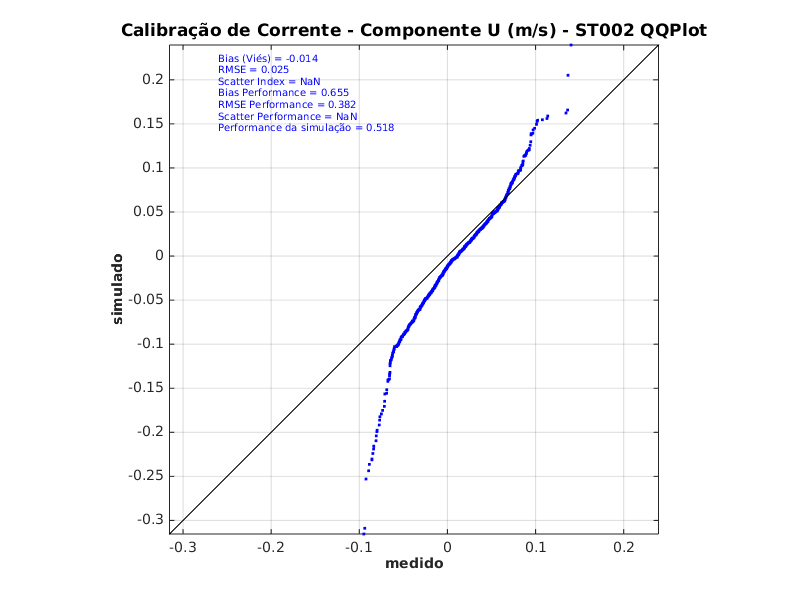 Calibração de Corrente - Componente U (m/s) - ST002 QQPlot
Bias (Viés) = -0.014
RMSE = 0.025
Scatter Index = NaN
Bias Performance = 0.655
RMSE Performance = 0.382
Scatter Performance = NaN
Performance da simulação = 0.518
0.2
0.15
0.1
0.05
0
-0.05
-0.1
-0.15
-0.2
-0.25
-0.3
simulado
-0.3 -0.2 -0.1 0 0.1 0.2
medido